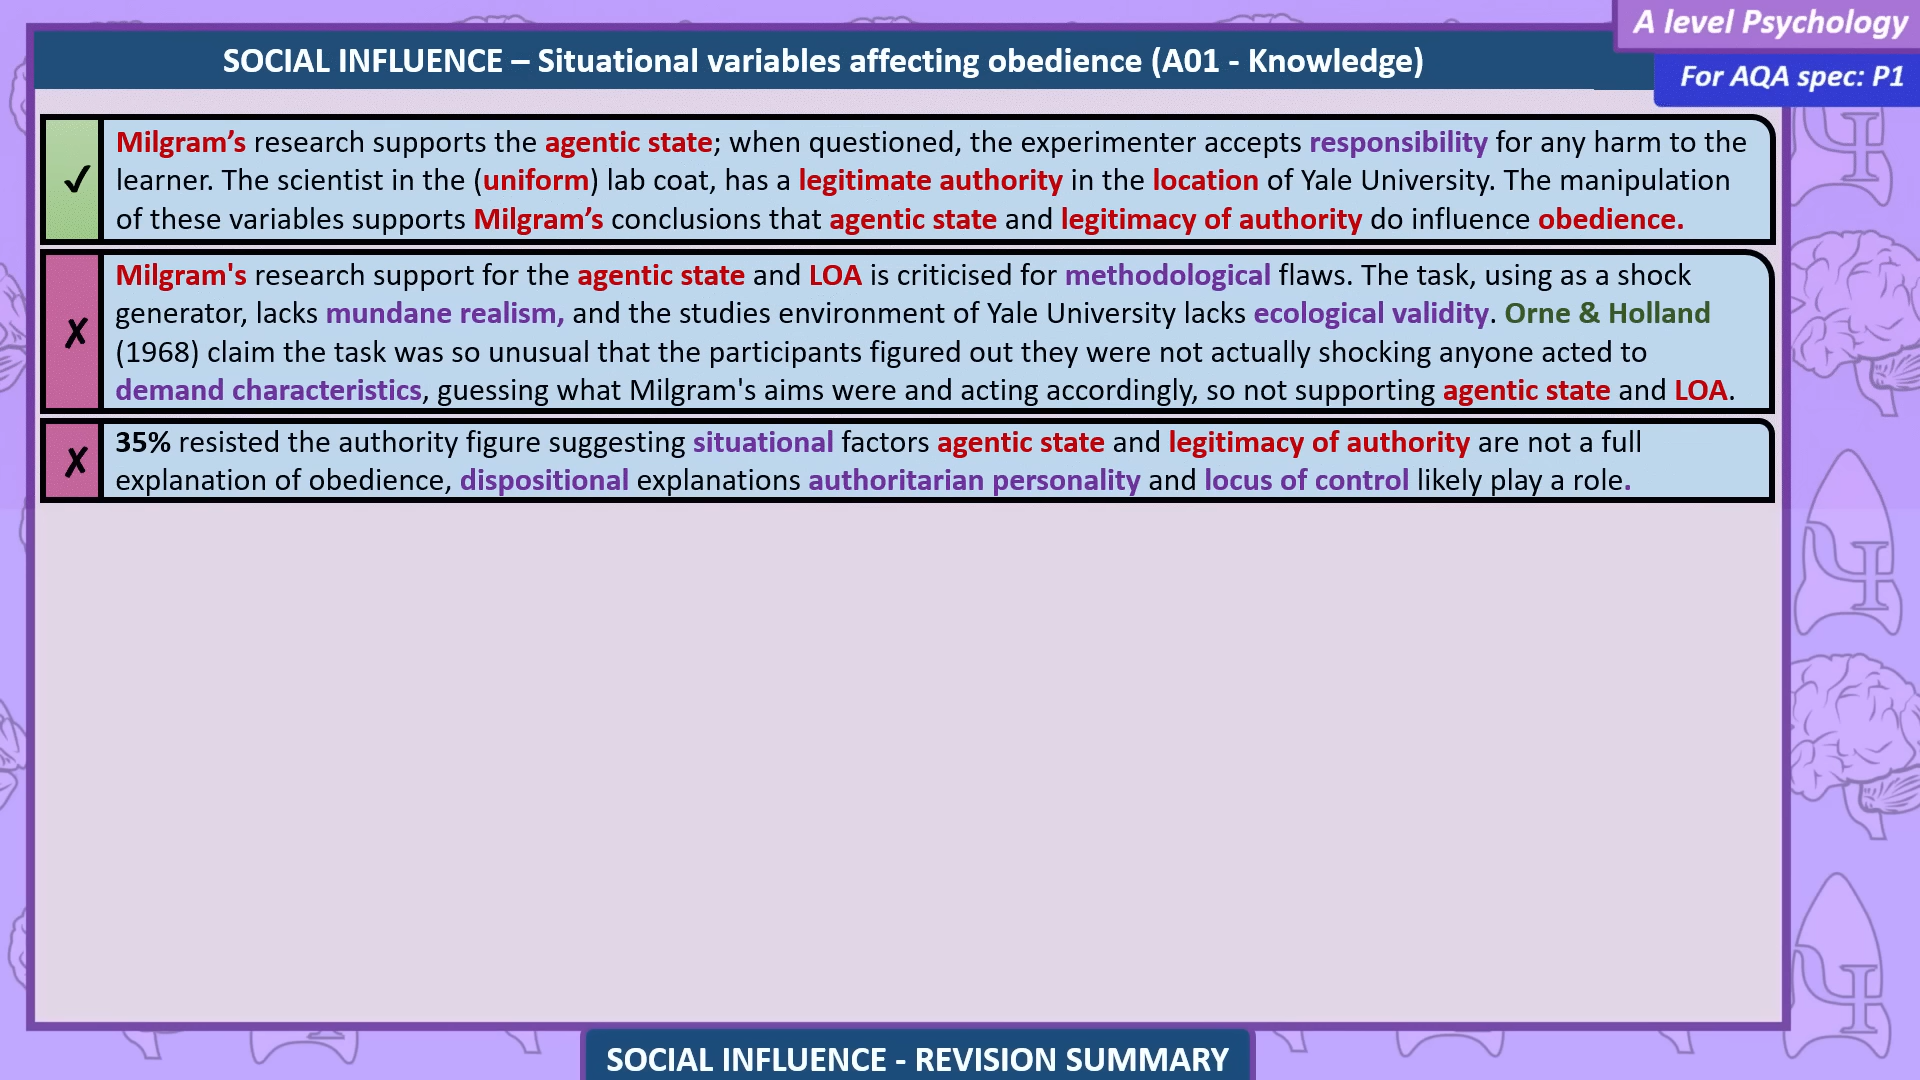 A level Psychology
SOCIAL INFLUENCE – Situational variables affecting obedience (A01 - Knowledge)
For AQA spec: P1
✓
Milgram’s research supports the agentic state; when questioned, the experimenter accepts responsibility for any harm to the
learner. The scientist in the (uniform) lab coat, has a legitimate authority in the location of Yale University. The manipulation
of these variables supports Milgram’s conclusions that agentic state and legitimacy of authority do influence obedience.
✗
Milgram's research support for the agentic state and LOA is criticised for methodological flaws. The task, using as a shock
generator, lacks mundane realism, and the studies environment of Yale University lacks ecological validity. Orne & Holland
(1968) claim the task was so unusual that the participants figured out they were not actually shocking anyone acted to
demand characteristics, guessing what Milgram's aims were and acting accordingly, so not supporting agentic state and LOA.
✗
35% resisted the authority figure suggesting situational factors agentic state and legitimacy of authority are not a full
explanation of obedience, dispositional explanations authoritarian personality and locus of control likely play a role.
SOCIAL INFLUENCE - REVISION SUMMARY